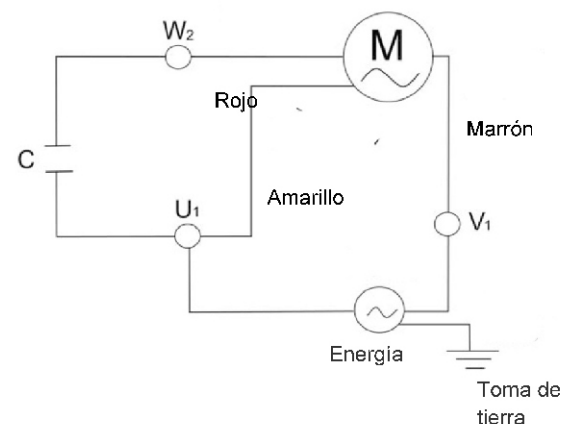 W₂
M
Rojo
Marrón
C
Amarillo
U₁
V₁
Energía
Toma de
tierra